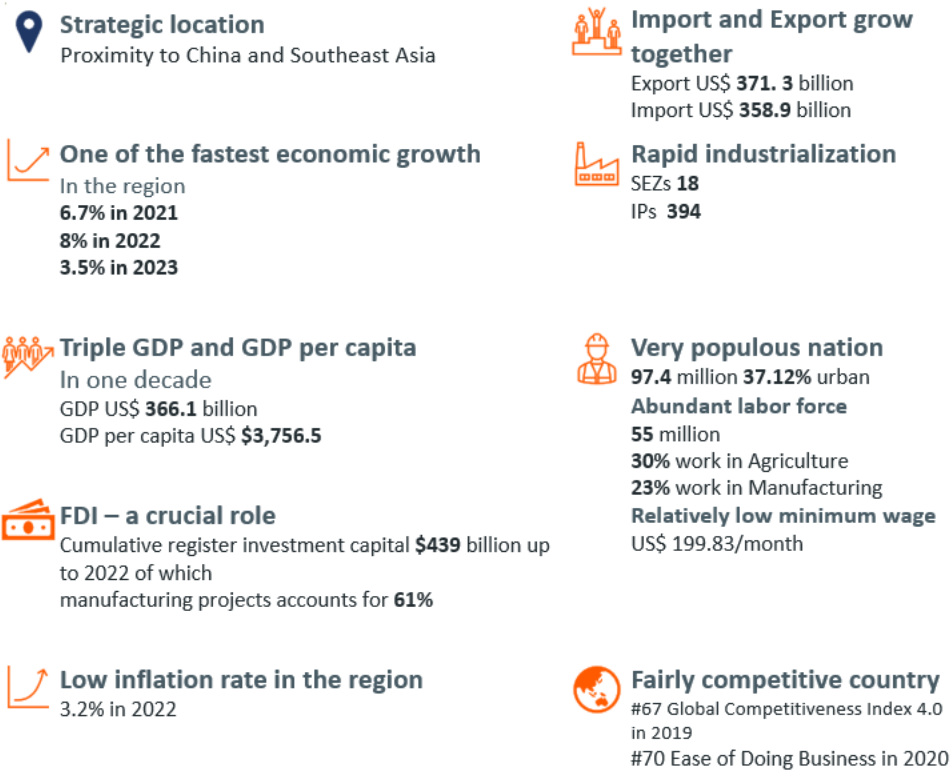 Strategic location
Proximity to China and Southeast Asia
One of the fastest economic growth
In the region
6.7% in 2021
8% in 2022
3.5% in 2023
Triple GDP and GDP per capita
In one decade
GDP US$ 366.1 billion
GDP per capita US$ $3,756.5
FDI – a crucial role
Cumulative register investment capital $439 billion up
to 2022 of which
manufacturing projects accounts for 61%
Low inflation rate in the region
3.2% in 2022
Import and Export grow
together
Export US$ 371. 3 billion
Import US$ 358.9 billion
Rapid industrialization
SEZs 18
IPs 394
Very populous nation
97.4 million 37.12% urban
Abundant labor force
55 million
30% work in Agriculture
23% work in Manufacturing
Relatively low minimum wage
US$ 199.83/month
Fairly competitive country
#67 Global Competitiveness Index 4.0
in 2019
#70 Ease of Doing Business in 2020